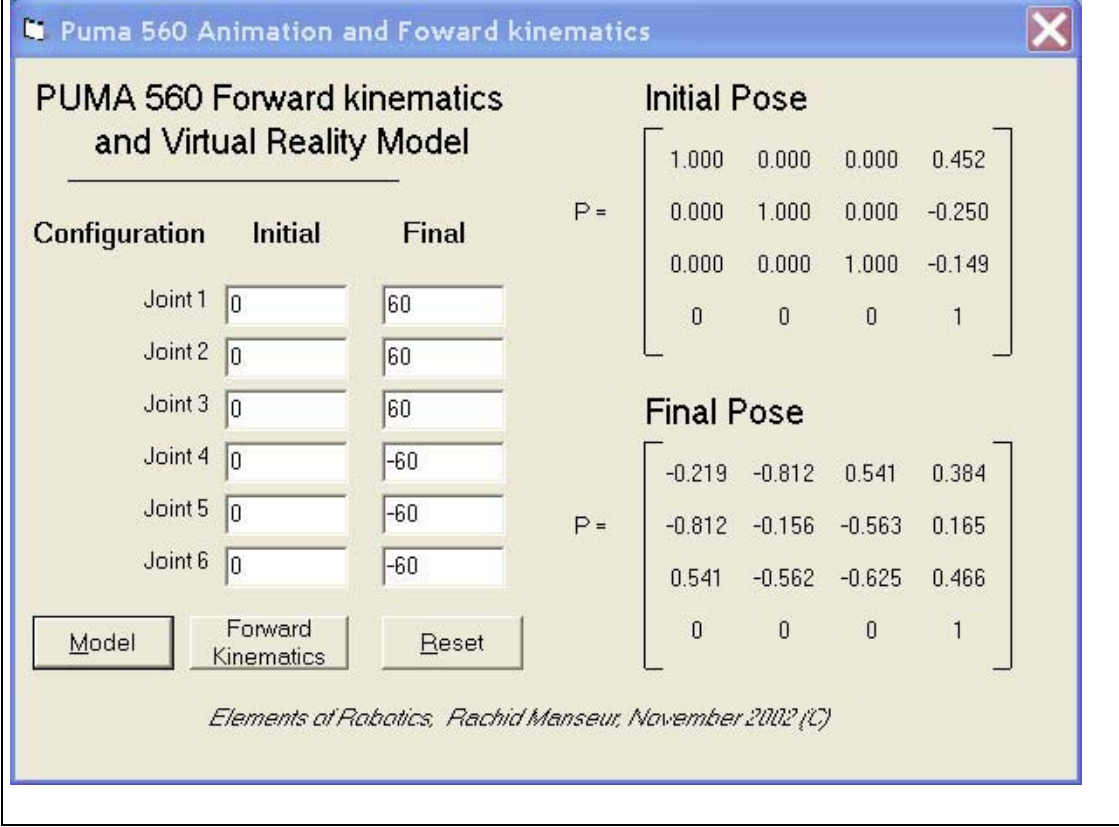 Puma 560 Animation and Foward kinematics
PUMA 560 Forward kinematics
and Virtual Reality Model
Configuration Initial Final
Joint 1 0 60
Joint 2 0 60
Joint 3 0 60
Joint 4 0 -60
Joint 5 0 -60
Joint 6 0 -60
Model Forward Kinematics Reset
Initial Pose
1.000 0.000 0.000 0.452
P = 0.000 1.000 0.000 -0.250
0.000 0.000 1.000 -0.149
0 0 0 1
Final Pose
-0.219 -0.812 0.541 0.384
P = -0.812 -0.156 -0.563 0.165
0.541 -0.562 -0.625 0.466
0 0 0 1
Elements of Robotics, Rachid Manseur, November 2002 (C)